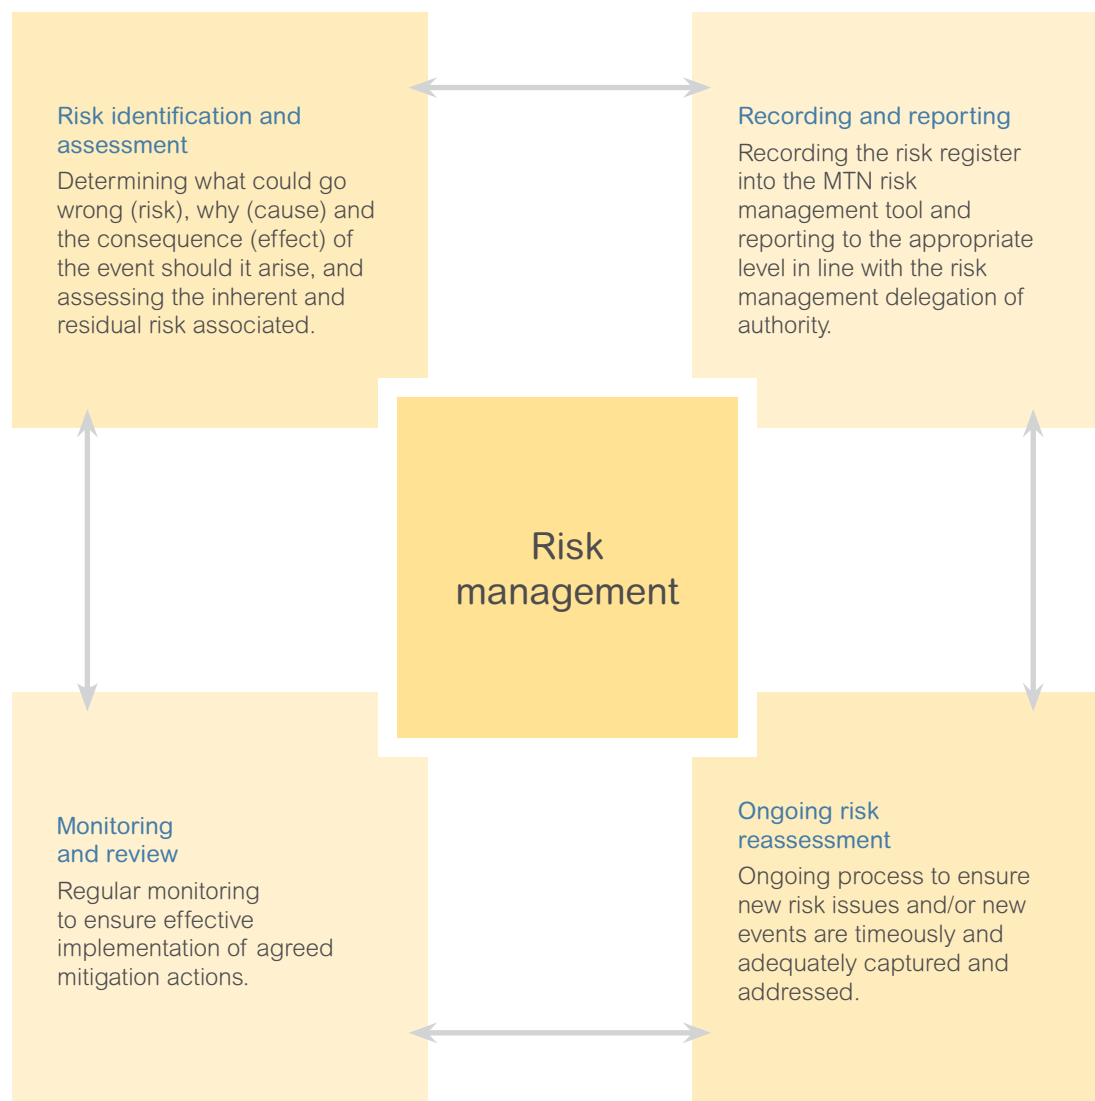 Risk identification and
assessment
Determining what could go
wrong (risk), why (cause) and
the consequence (effect) of
the event should it arise, and
assessing the inherent and
residual risk associated.
Recording and reporting
Recording the risk register
into the MTN risk
management tool and
reporting to the appropriate
level in line with the risk
management delegation of
authority.
Risk
management
Monitoring
and review
Regular monitoring
to ensure effective
implementation of agreed
mitigation actions.
Ongoing risk
reassessment
Ongoing process to ensure
new risk issues and/or new
events are timeously and
adequately captured and
addressed.